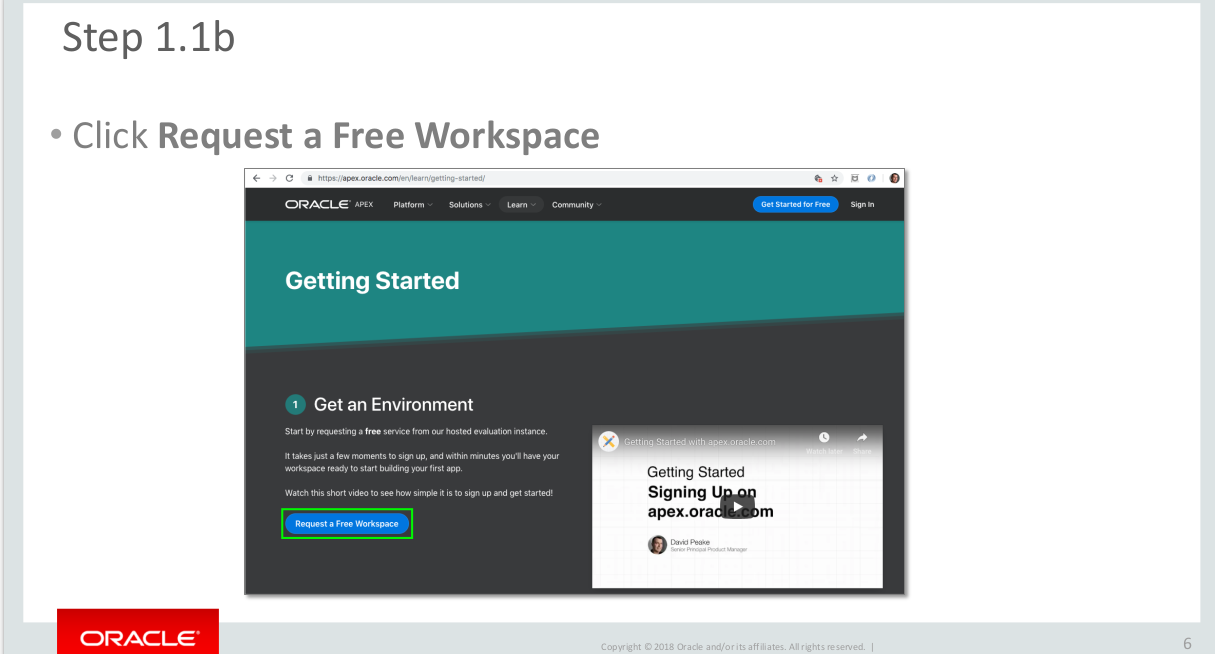 Step 1.1b
• Click Request a Free Workspace
https://apex.oracle.com/en/learn/getting-started/
ORACLE® APEX Platform Solutions Learn Community Get Started for Free Sign In
Getting Started
1 Get an Environment
Start by requesting a free service from our hosted evaluation instance.
It takes just a few moments to sign up, and within minutes you'll have your
workspace ready to start building your first app.
Watch this short video to see how simple it is to sign up and get started!
Request a Free Workspace
Getting Started with apex.oracle.com
Watch later Share
Getting Started
Signing Up on
apex.oracle.com
David Peake
Senior Principal Product Manager
ORACLE®
Copyright © 2018 Oracle and/or its affiliates. All rights reserved. |
6